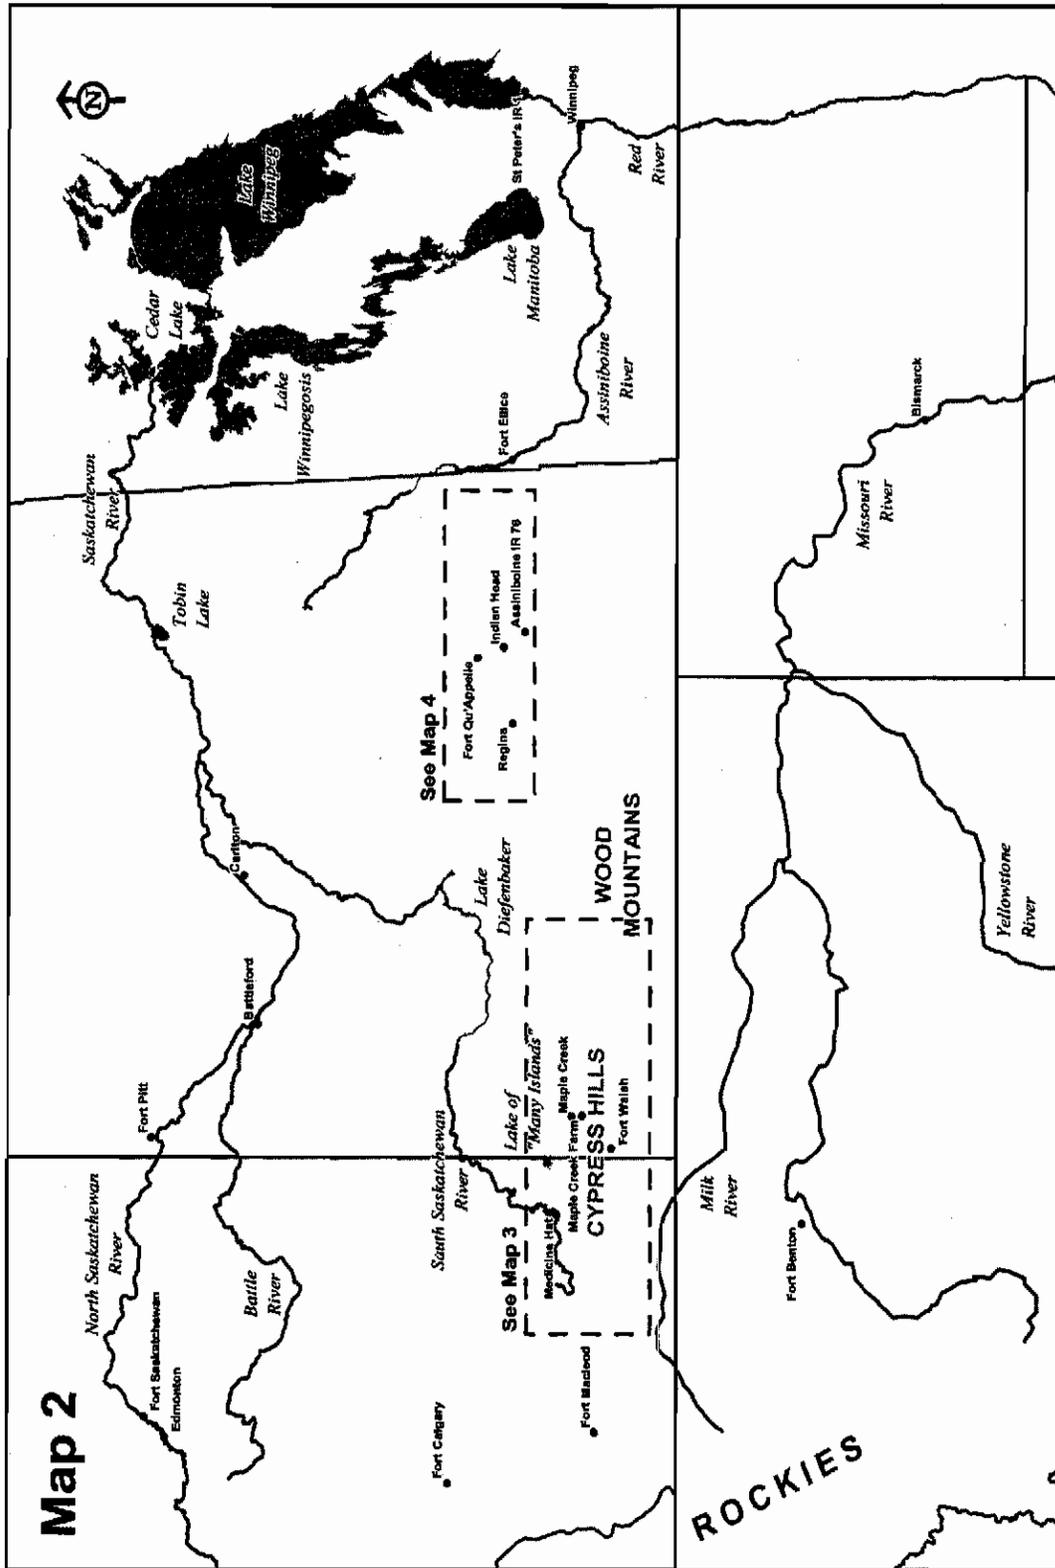 Map 2
N
North Saskatchewan
River
Fort Saskatchewan
Edmonton
Battle
River
Fort Pitt
Battleford
Carlton
Saskatchewan
River
Tobin
Lake
Cedar
Lake
Lake
Winnipeg
Lake
Winnipegosis
Lake
Manitoba
St Peter's IR
Winnipeg
Red
River
Assiniboine
River
Fort Ellice
See Map 4
Fort Qu'Appelle
Indian Head
Assiniboine IR 76
Regina
Lake
Diefenbaker
South Saskatchewan
River
Lake of
"Many Islands"
See Map 3
Medicine Hat
Maple Creek Farm
Maple Creek
CYPRESS HILLS
Fort Walsh
WOOD
MOUNTAINS
Fort Calgary
Fort Macleod
ROCKIES
Milk
River
Fort Benton
Yellowstone
River
Missouri
River
Bismarck